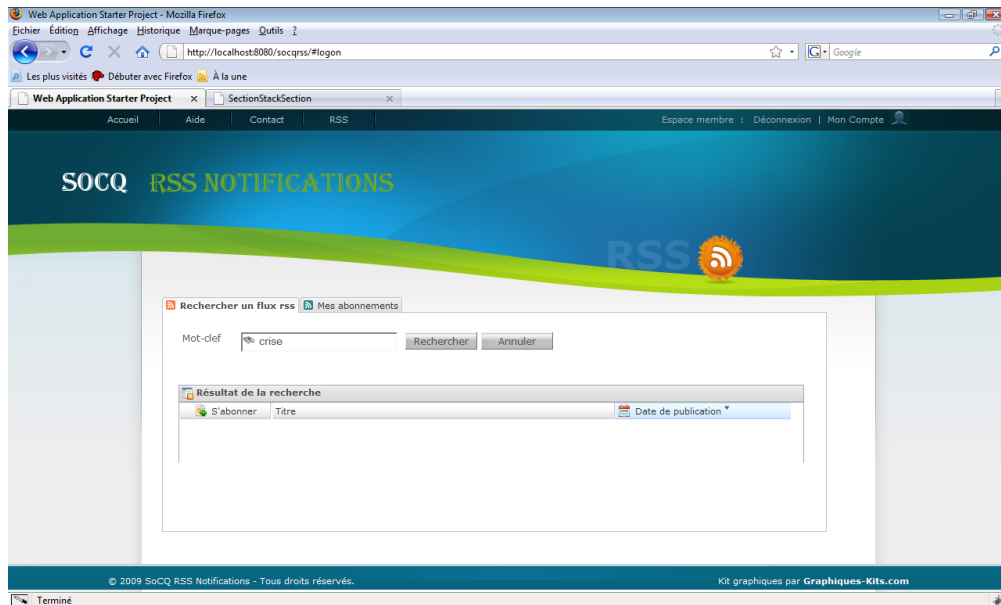 Web Application Starter Project - Mozilla Firefox
Fichier Édition Affichage Historique Marque-pages Outils ?
http://localhost:8080/socqrss/#logon
G Google
Les plus visités Débuter avec Firefox À la une
Web Application Starter Project SectionStackSection
Accueil Aide Contact RSS Espace membre : Déconnexion | Mon Compte
SOCQ RSS NOTIFICATIONS
RSS
Rechercher un flux rss Mes abonnements
Mot-clef crise Rechercher Annuler
Résultat de la recherche
S'abonner Titre Date de publication
© 2009 SoCQ RSS Notifications - Tous droits réservés. Kit graphiques par Graphiques-Kits.com
Terminé